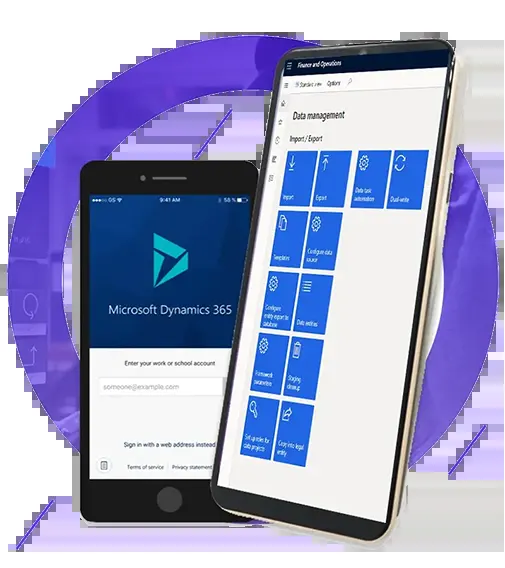 9:41 AM
58 %
Microsoft Dynamics 365
Enter your work or school account
someone@example.com
Sign in with a web address instead
Terms of service
Privacy statement
Finance and Operations
Standard view
Options
Data management
Import / Export
Import
Export
Data task
automation
Dual-write
Templates
Configure data
source
Configure
entity export to
database
Data entities
Framework
parameters
Staging
cleanup
Set up roles for
data projects
Copy into legal
entity